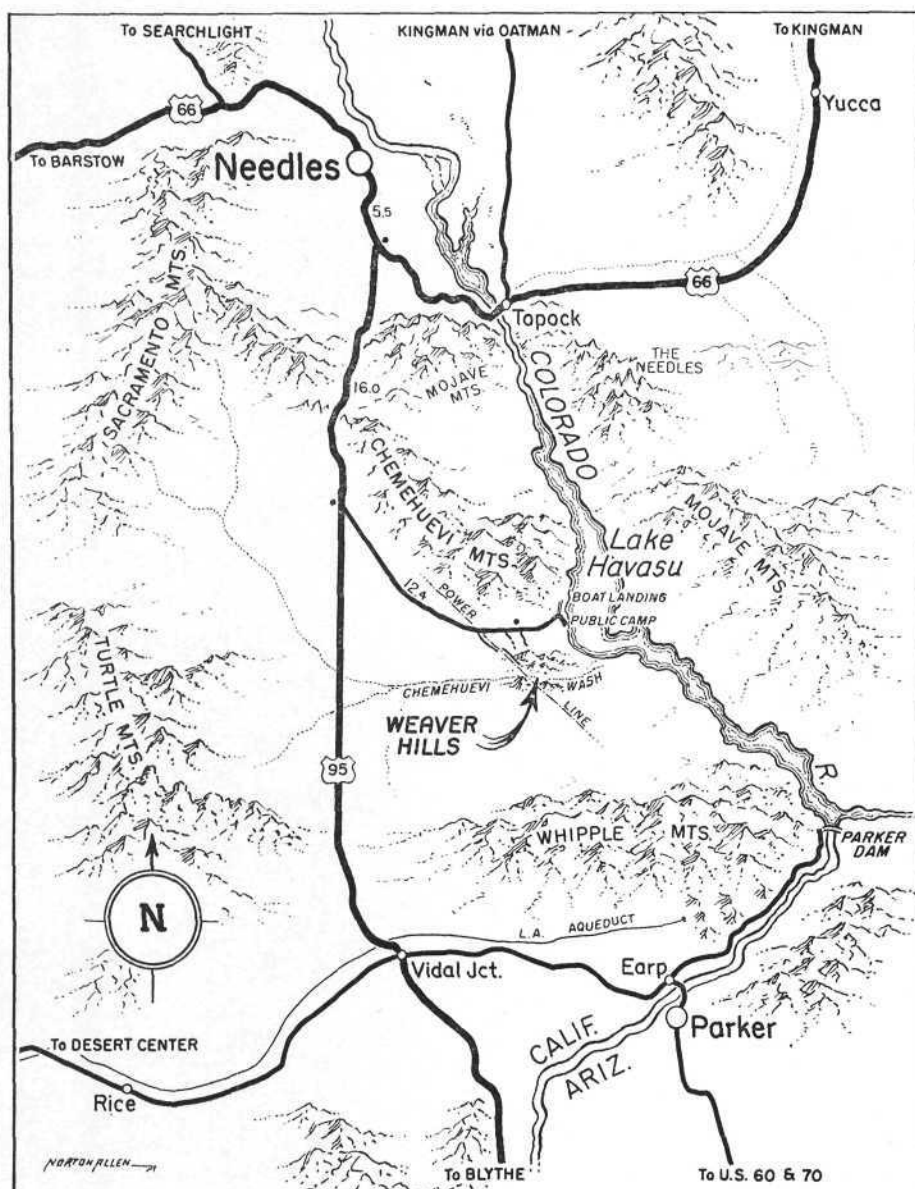 To SEARCHLIGHT
KINGMAN via OATMAN
To KINGMAN
66
Yucca
To BARSTOW
Needles
5.5
66
Topock
SACRAMENTO MTS.
COLORADO
THE NEEDLES
MOJAVE MTS.
16.0
CHEMEHUEVI MTS.
MOJAVE MTS.
Lake Havasu
BOAT LANDING
12.4
POWER
PUBLIC CAMP
TURTLE MTS.
CHEMEHUEVI WASH
LINE
WEAVER HILLS
95
R.
WHIPPLE MTS.
PARKER DAM
N
L.A. AQUEDUCT
Vidal Jct.
Earp
Parker
To DESERT CENTER
CALIF.
ARIZ.
Rice
NORTON ALLEN
To BLYTHE
To U.S. 60 & 70